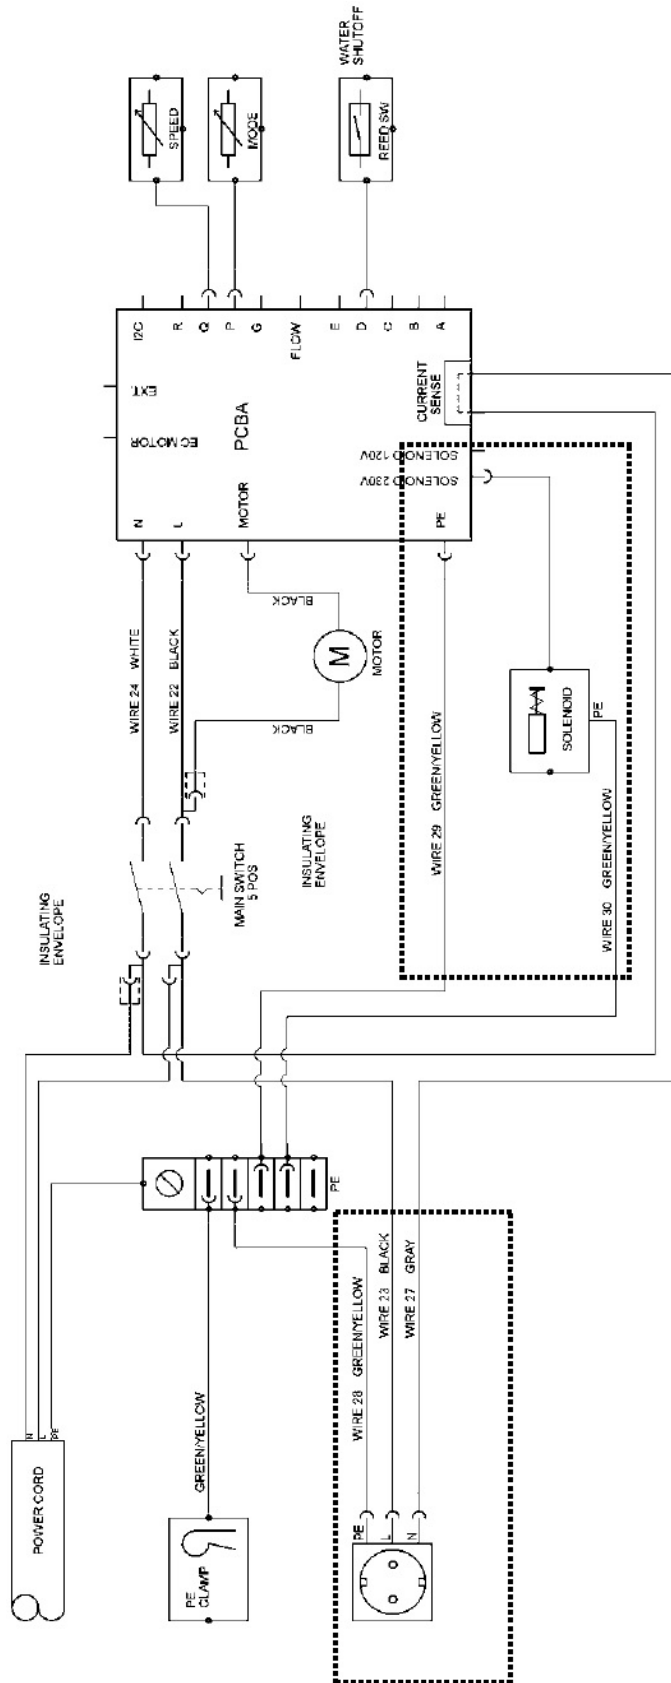 WATER
SHUTOFF
SPEED
MODE
REED SW
I2C
R
Q
P
G
FLOW
E
D
C
B
A
EXT.
EC MOTOR
PCBA
CURRENT
SENSE
SOLENOID 120V
SOLENOID 230V
N
L
MOTOR
PE
WIRE 24 WHITE
WIRE 22 BLACK
BLACK
M
MOTOR
BLACK
WIRE 29 GREEN/YELLOW
SOLENOID
PE
WIRE 30 GREEN/YELLOW
INSULATING
ENVELOPE
MAIN SWITCH
5 POS
INSULATING
ENVELOPE
PE
N
L
PE
POWER CORD
GREEN/YELLOW
PE
CLAMP
WIRE 28 GREEN/YELLOW
WIRE 23 BLACK
WIRE 27 GRAY
PE
L
N